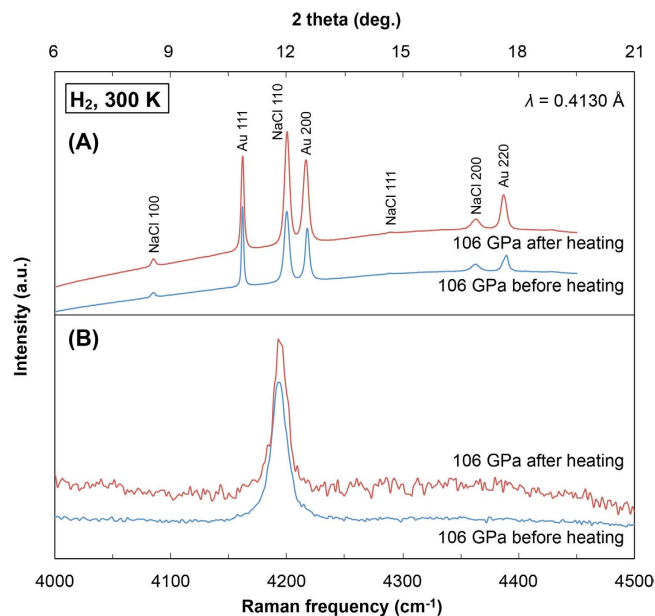 2 theta (deg.)
6 9 12 15 18 21
H₂, 300 K
λ = 0.4130 Å
(A)
NaCl 100
Au 111
NaCl 110
Au 200
NaCl 111
NaCl 200
Au 220
106 GPa after heating
106 GPa before heating
Intensity (a.u.)
(B)
106 GPa after heating
106 GPa before heating
4000 4100 4200 4300 4400 4500
Raman frequency (cm⁻¹)